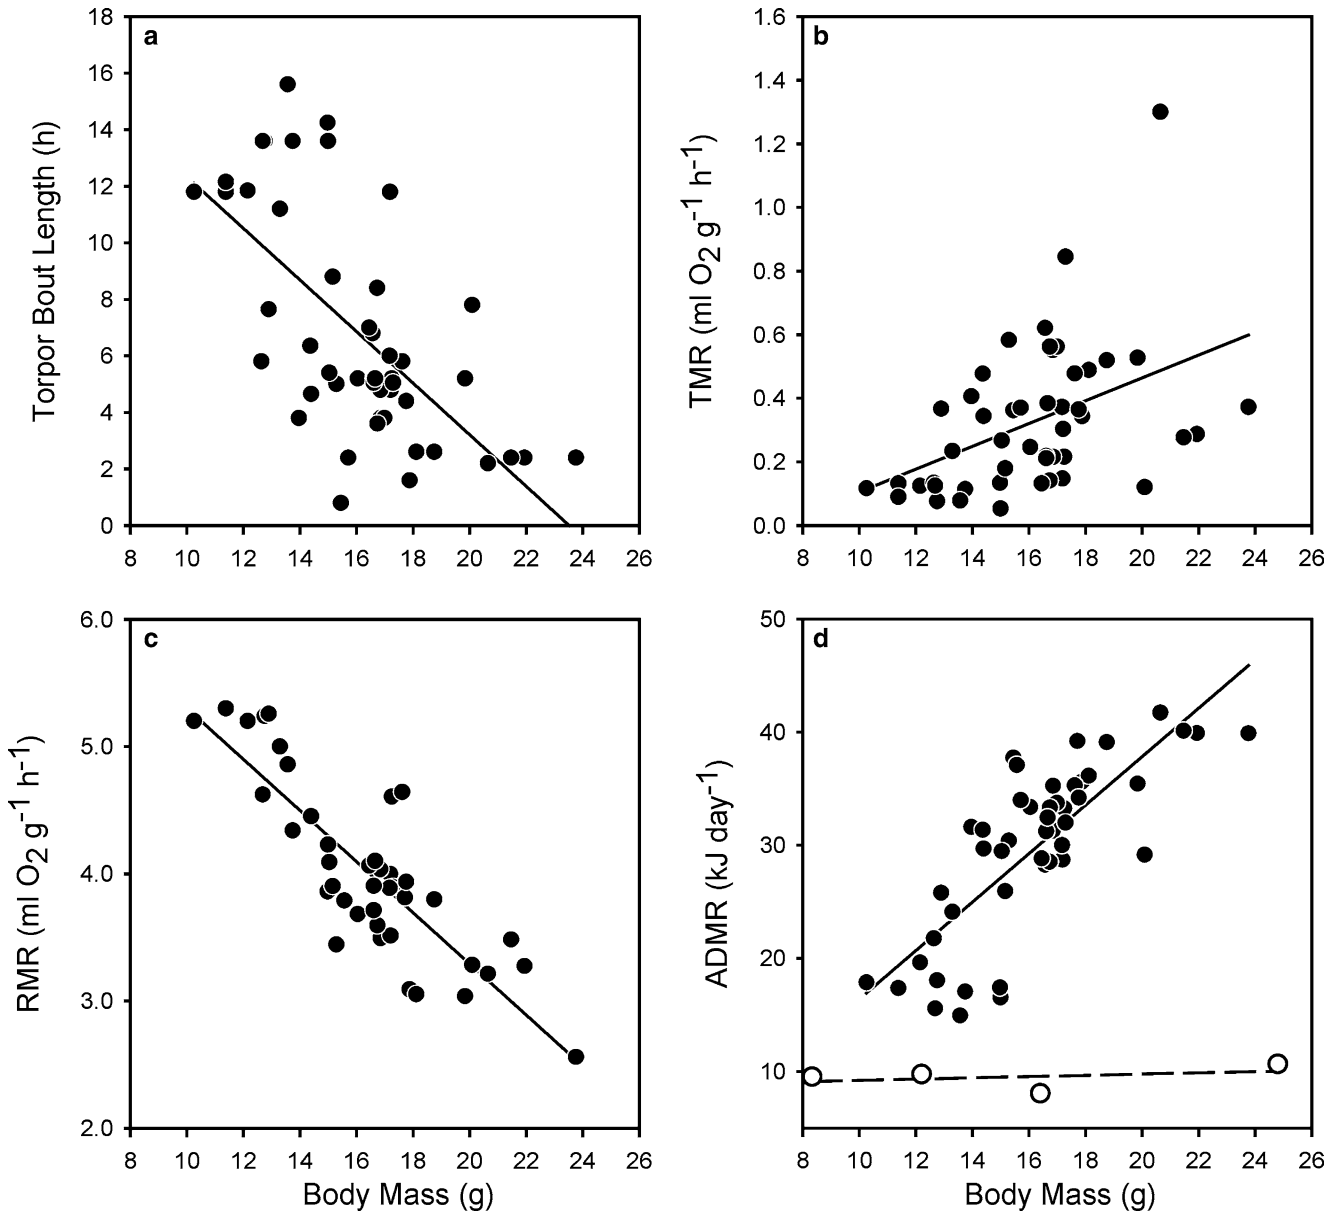 a
18
16
14
12
10
8
6
4
2
0
Torpor Bout Length (h)
8 10 12 14 16 18 20 22 24 26
b
1.6
1.4
1.2
1.0
0.8
0.6
0.4
0.2
0.0
TMR (ml O2 g-1 h-1)
8 10 12 14 16 18 20 22 24 26
c
6.0
5.0
4.0
3.0
2.0
RMR (ml O2 g-1 h-1)
8 10 12 14 16 18 20 22 24 26
Body Mass (g)
d
50
40
30
20
10
ADMR (kJ day-1)
8 10 12 14 16 18 20 22 24 26
Body Mass (g)